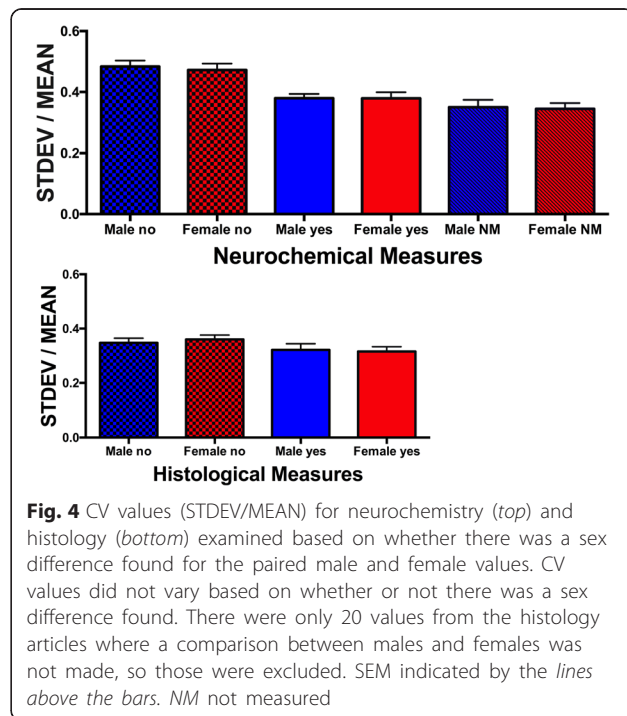 0.6
0.4
0.2
0.0
STDEV / MEAN
Male no Female no Male yes Female yes Male NM Female NM
Neurochemical Measures
0.6
0.4
0.2
0.0
STDEV / MEAN
Male no Female no Male yes Female yes
Histological Measures
Fig. 4 CV values (STDEV/MEAN) for neurochemistry (top) and
histology (bottom) examined based on whether there was a sex
difference found for the paired male and female values. CV
values did not vary based on whether or not there was a sex
difference found. There were only 20 values from the histology
articles where a comparison between males and females was
not made, so those were excluded. SEM indicated by the lines
above the bars. NM not measured